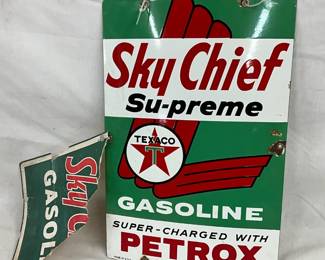 Sky Chief
Su-preme
TEXACO
T
GASOLINE
SUPER-CHARGED WITH
PETROX
Sky C
GASOL